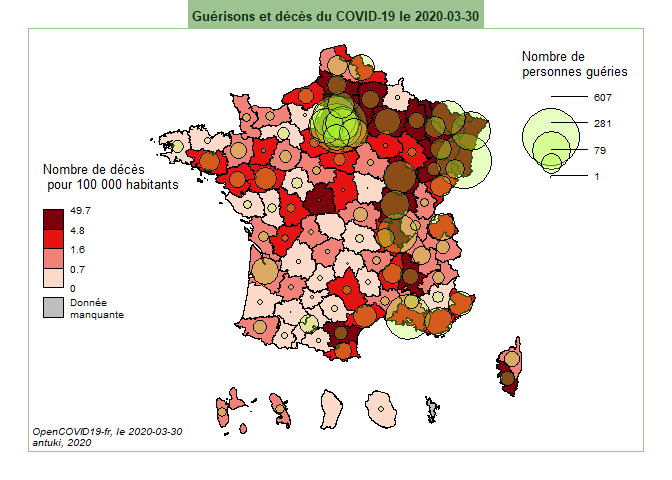 Guérisons et décès du COVID-19 le 2020-03-30
Nombre de
personnes guéries
607
281
79
1
Nombre de décès
pour 100 000 habitants
49.7
4.8
1.6
0.7
0
Donnée
manquante
OpenCOVID19-fr, le 2020-03-30
antuki, 2020